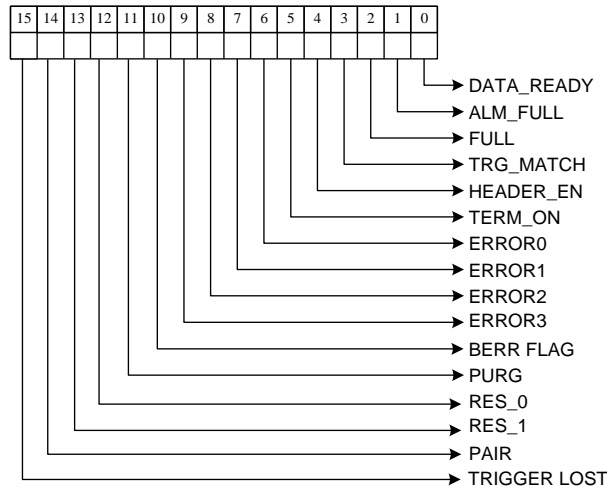 15 14 13 12 11 10 9 8 7 6 5 4 3 2 1 0
DATA_READY
ALM_FULL
FULL
TRG_MATCH
HEADER_EN
TERM_ON
ERROR0
ERROR1
ERROR2
ERROR3
BERR FLAG
PURG
RES_0
RES_1
PAIR
TRIGGER LOST